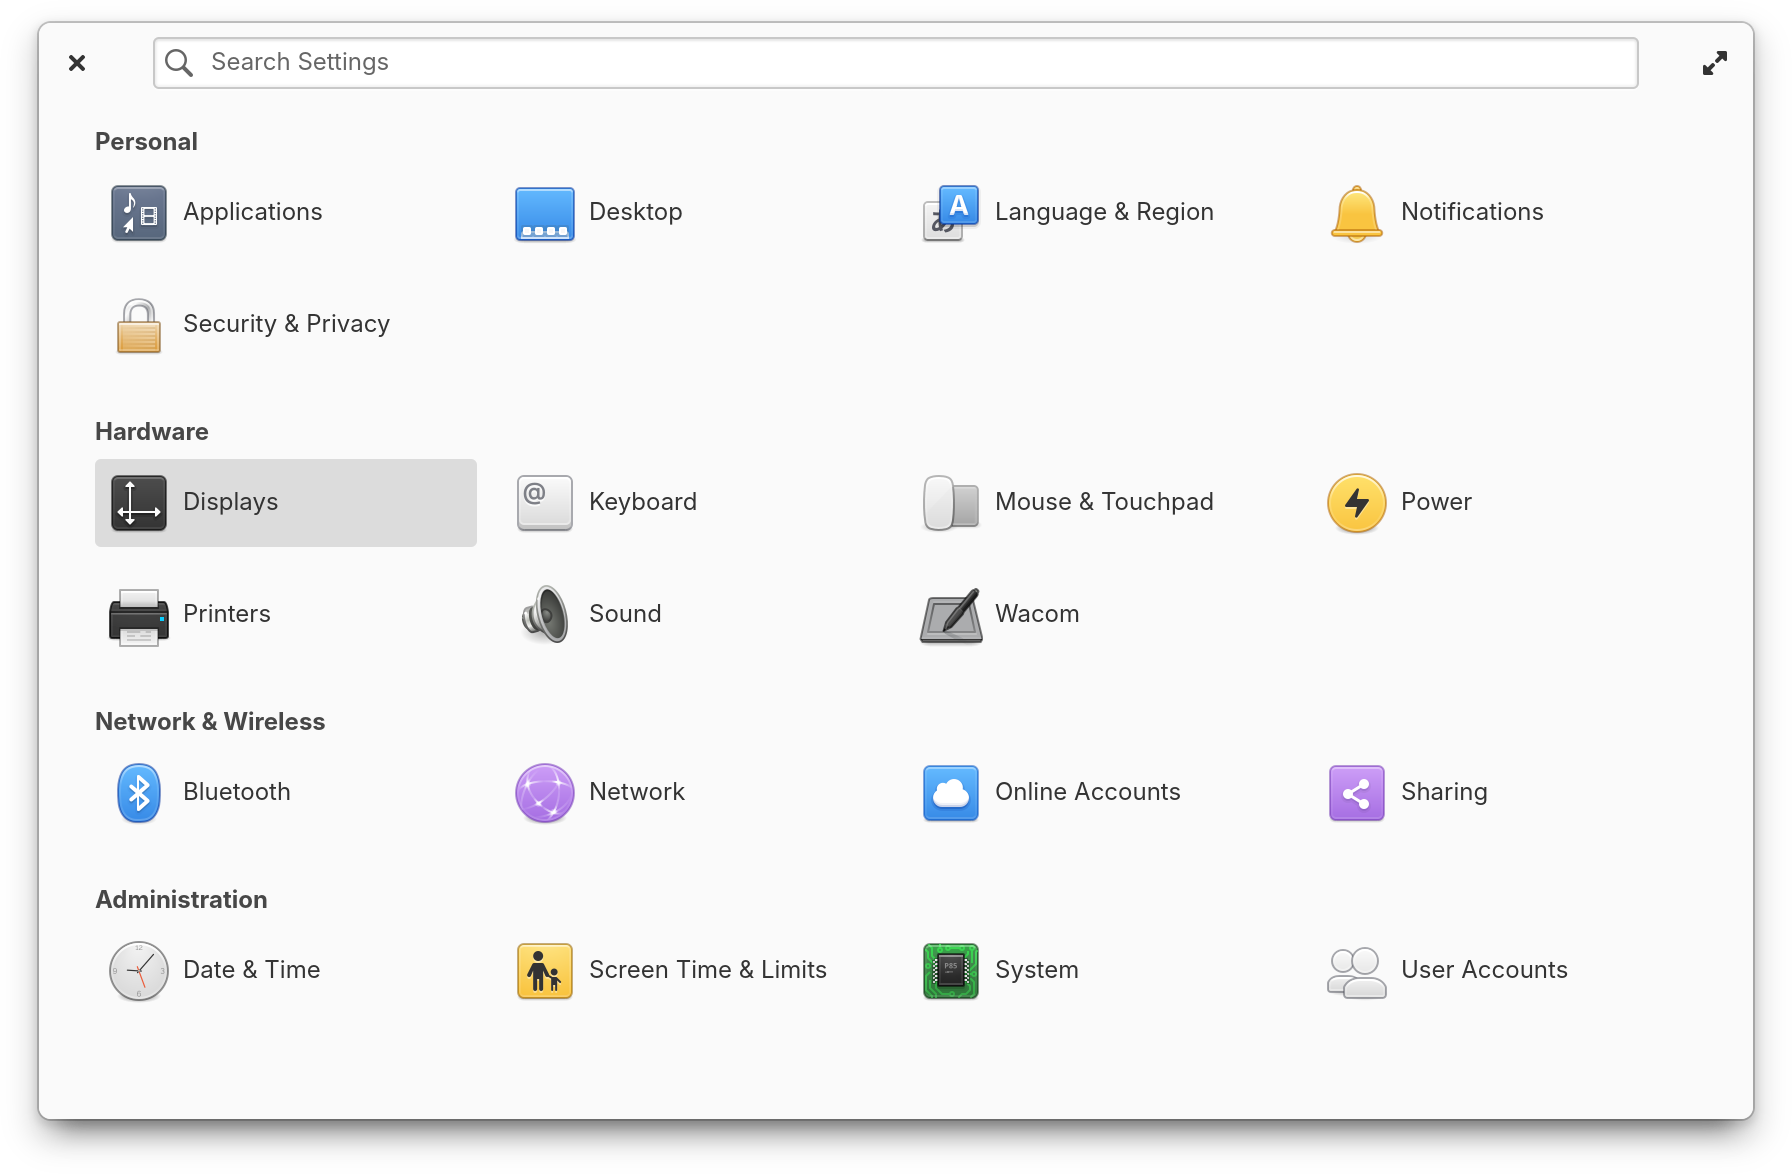 Search Settings
Personal
Applications
Desktop
Language & Region
Notifications
Security & Privacy
Hardware
Displays
Keyboard
Mouse & Touchpad
Power
Printers
Sound
Wacom
Network & Wireless
Bluetooth
Network
Online Accounts
Sharing
Administration
Date & Time
Screen Time & Limits
System
User Accounts